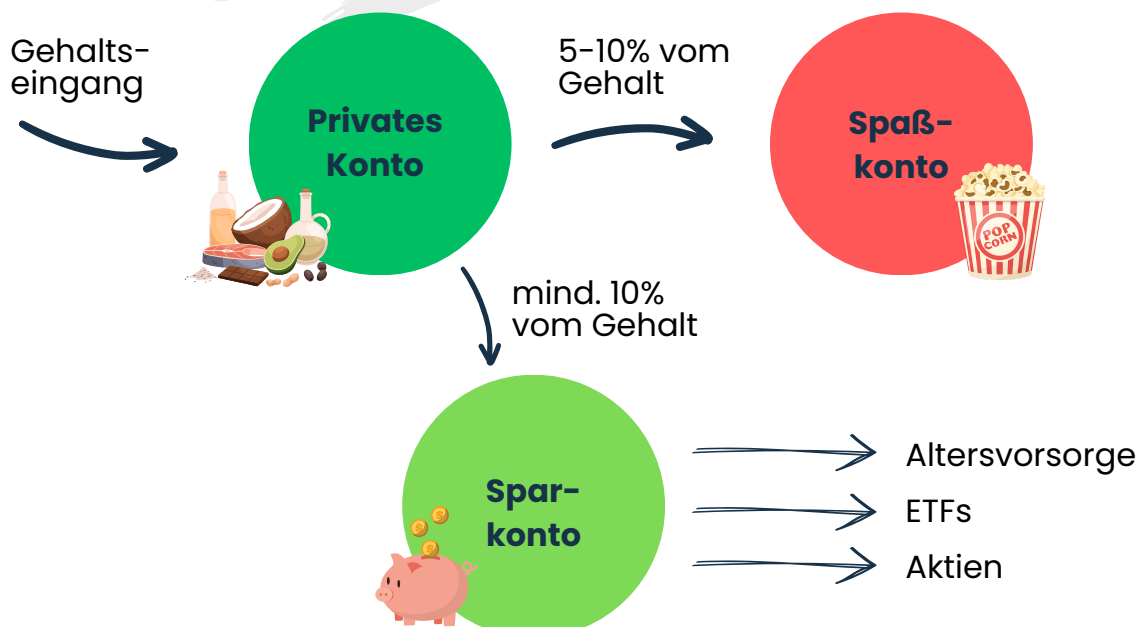 Gehalts-
eingang
Privates
Konto
5-10% vom
Gehalt
Spaß-
konto
POP
CORN
mind. 10%
vom Gehalt
Spar-
konto
Altersvorsorge
ETFs
Aktien